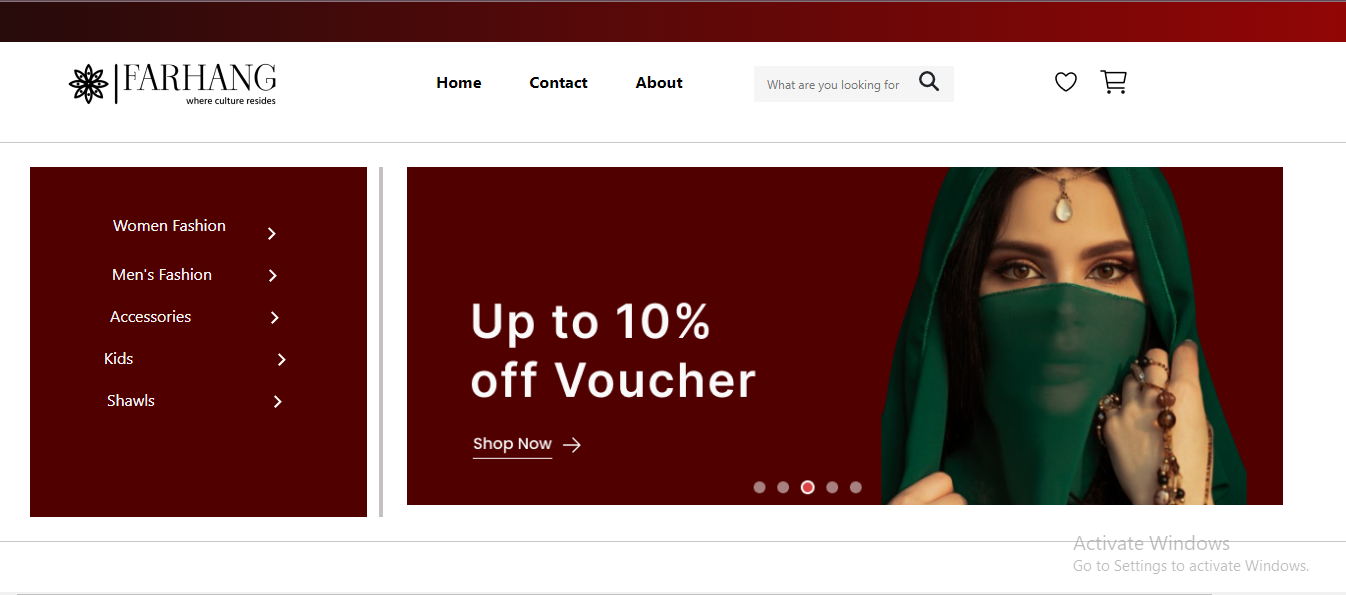 FARHANG
where culture resides
Home
Contact
About
What are you looking for
Women Fashion
Men's Fashion
Accessories
Kids
Shawls
Up to 10%
off Voucher
Shop Now
Activate Windows
Go to Settings to activate Windows.